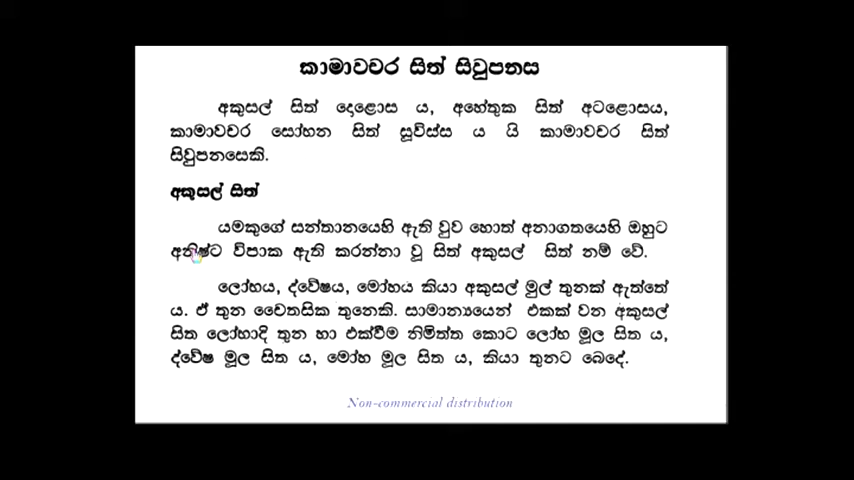 කාමාවචර සිත් සිවුපනස
අකුසල් සිත් දොළොස ය, අහේතුක සිත් අටළොසය,
කාමාවචර සෝභන සිත් සූවිස්ස ය යි කාමාවචර සිත්
සිවුපනසෙකි.
අකුසල් සිත්
යමකුගේ සන්තානයෙහි ඇති වුව හොත් අනාගතයෙහි ඔහුට
අනිෂ්ට විපාක ඇති කරන්නා වූ සිත් අකුසල් සිත් නම් වේ.
ලෝභය, ද්වේෂය, මෝහය කියා අකුසල් මුල් තුනක් ඇත්තේ
ය. ඒ තුන චෛතසික තුනෙකි. සාමාන්‍යයෙන් එකක් වන අකුසල්
සිත ලෝභාදි තුන හා එක්වීම නිමිත්ත කොට ලෝභ මූල සිත ය,
ද්වේෂ මූල සිත ය, මෝහ මූල සිත ය, කියා තුනට බෙදේ.
Non-commercial distribution